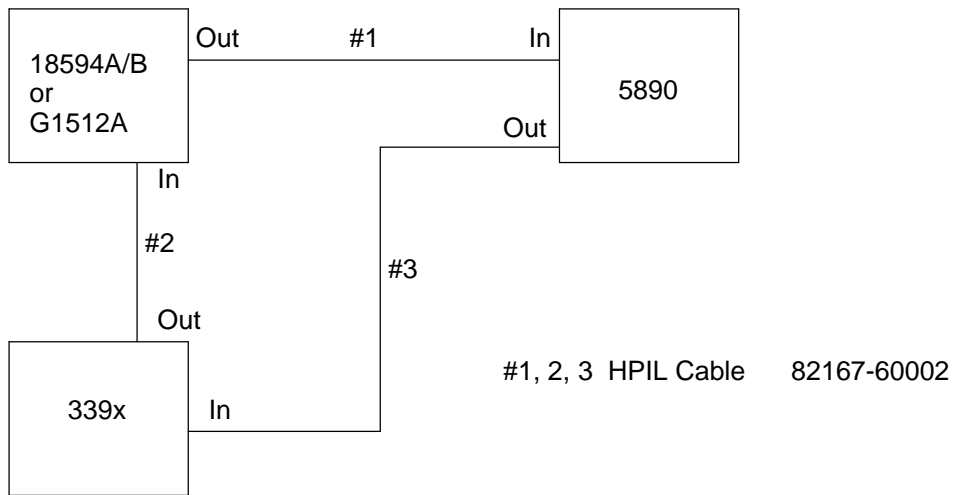 Out #1 In
18594A/B
or
G1512A
5890
Out
In
#2
#3
Out
#1, 2, 3 HPIL Cable 82167-60002
339x
In